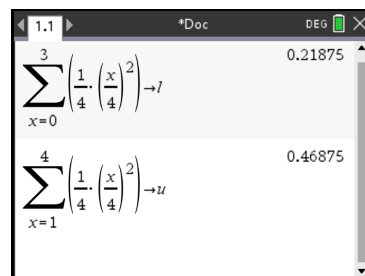 1.1 *Doc DEG
3
∑ (1/4·(x/4)²)→l 0.21875
x=0
4
∑ (1/4·(x/4)²)→u 0.46875
x=1